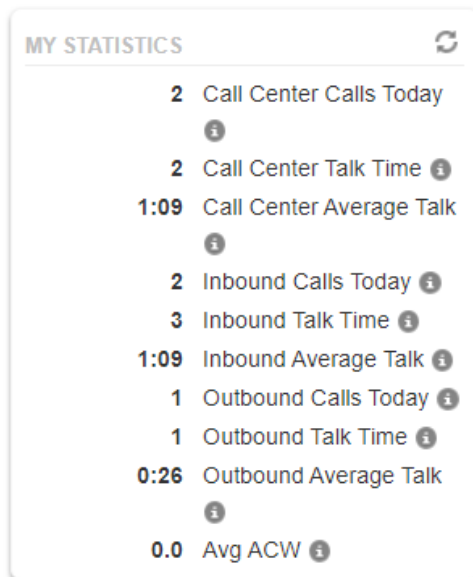 MY STATISTICS
2 Call Center Calls Today
2 Call Center Talk Time
1:09 Call Center Average Talk
2 Inbound Calls Today
3 Inbound Talk Time
1:09 Inbound Average Talk
1 Outbound Calls Today
1 Outbound Talk Time
0:26 Outbound Average Talk
0.0 Avg ACW